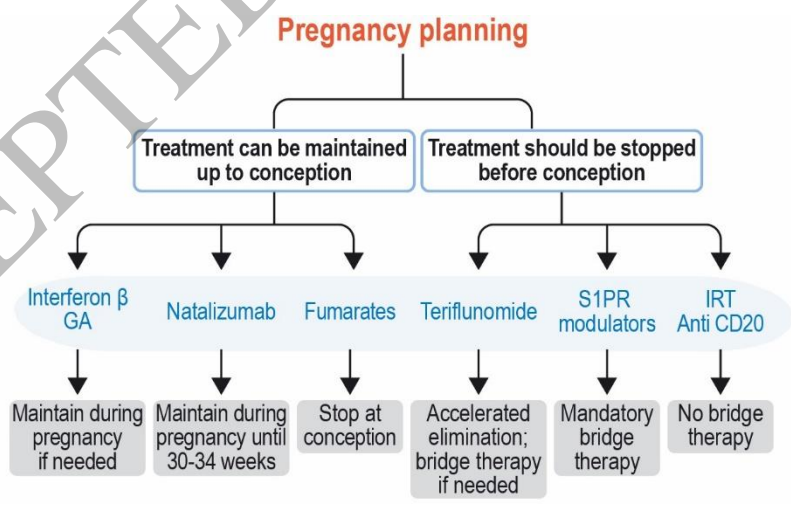 Pregnancy planning
Treatment can be maintained
up to conception
Treatment should be stopped
before conception
Interferon β
GA
Natalizumab
Fumarates
Teriflunomide
S1PR
modulators
IRT
Anti CD20
Maintain during
pregnancy
if needed
Maintain during
pregnancy until
30-34 weeks
Stop at
conception
Accelerated
elimination;
bridge therapy
if needed
Mandatory
bridge
therapy
No bridge
therapy